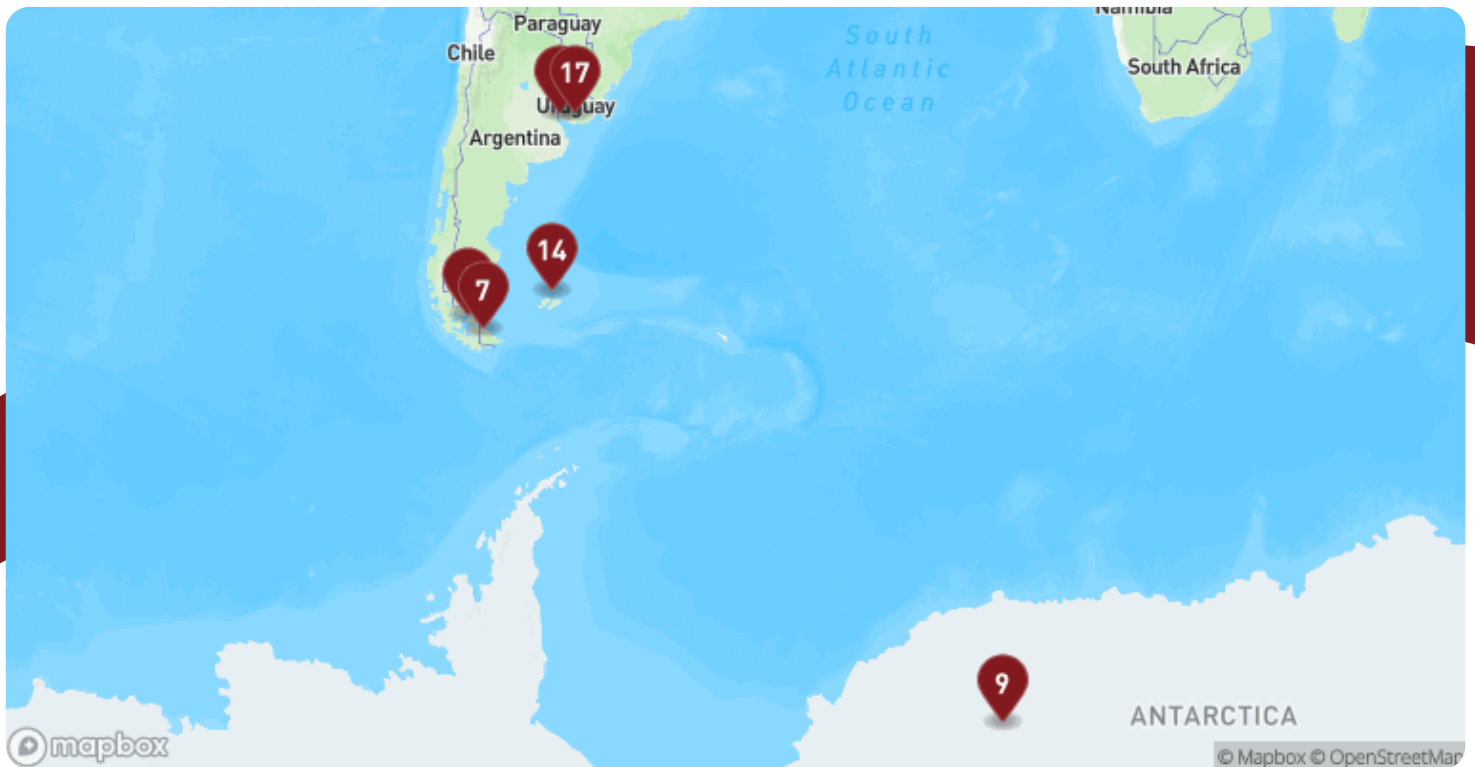 Paraguay
Namibia
Chile
South
Atlantic
Ocean
South Africa
17
Uruguay
Argentina
14
7
9
ANTARCTICA
mapbox
© Mapbox © OpenStreetMap